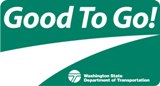 Good To Go!
Washington State
Department of Transportation